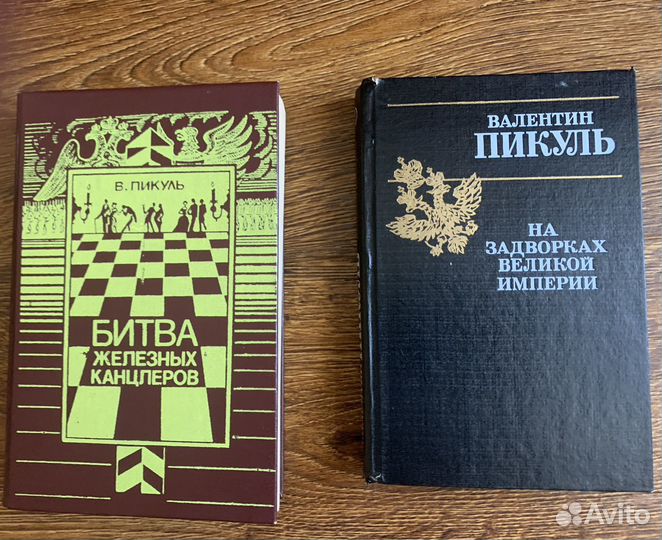 В. ПИКУЛЬ
БИТВА
ЖЕЛЕЗНЫХ
КАНЦЛЕРОВ
ВАЛЕНТИН
ПИКУЛЬ
НА
ЗАДВОРКАХ
ВЕЛИКОЙ
ИМПЕРИИ
Avito